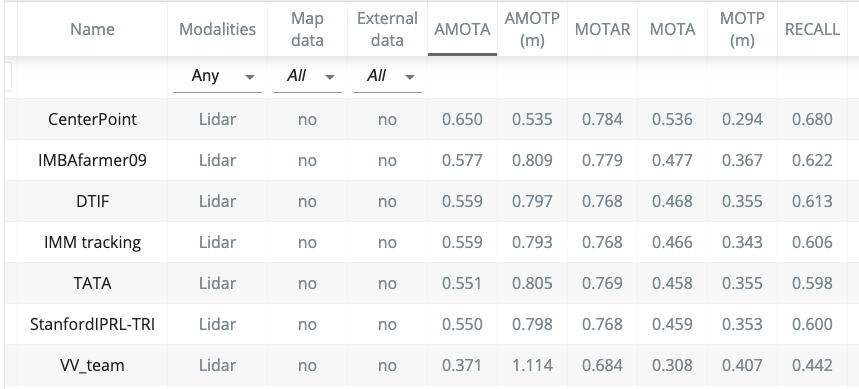 Name Modalities Map data External data AMOTA AMOTP (m) MOTAR MOTA MOTP (m) RECALL
Any All All
CenterPoint Lidar no no 0.650 0.535 0.784 0.536 0.294 0.680
IMBAfarmer09 Lidar no no 0.577 0.809 0.779 0.477 0.367 0.622
DTIF Lidar no no 0.559 0.797 0.768 0.468 0.355 0.613
IMM tracking Lidar no no 0.559 0.793 0.768 0.466 0.343 0.606
TATA Lidar no no 0.551 0.805 0.769 0.458 0.355 0.598
StanfordIPRL-TRI Lidar no no 0.550 0.798 0.768 0.459 0.353 0.600
VV_team Lidar no no 0.371 1.114 0.684 0.308 0.407 0.442